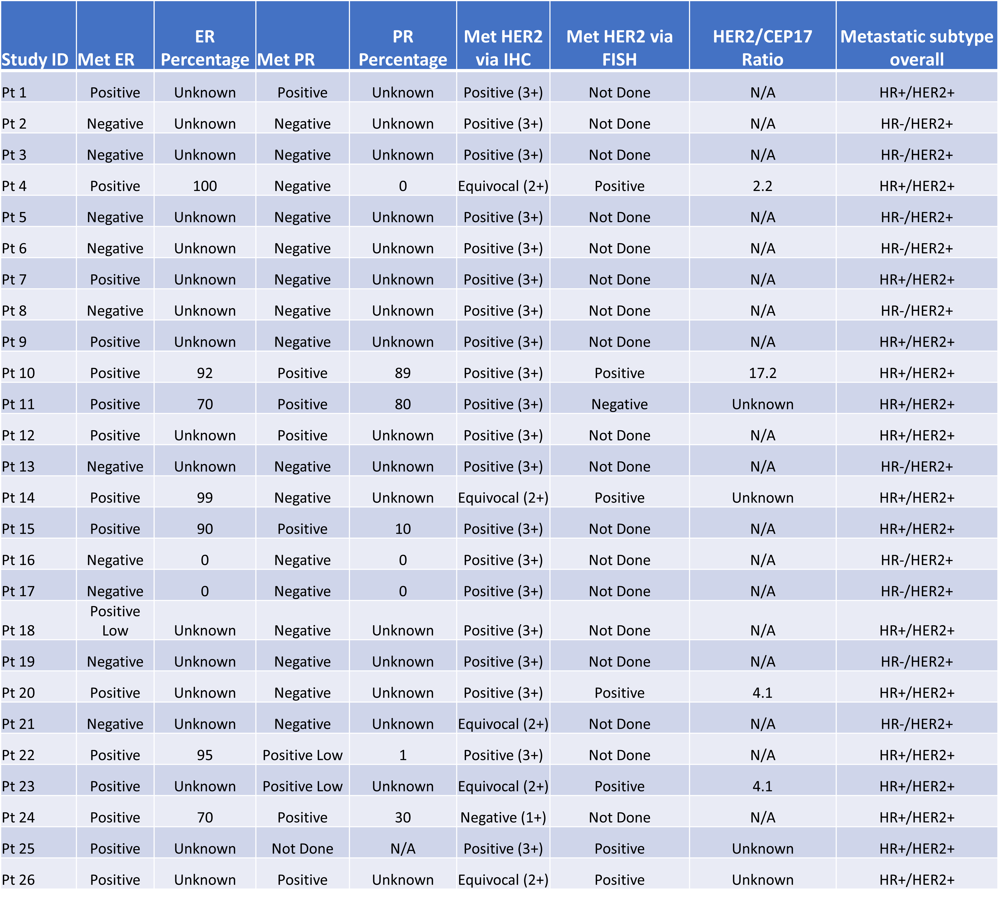 Study ID Met ER ER Percentage Met PR PR Percentage Met HER2 via IHC Met HER2 via FISH HER2/CEP17 Ratio Metastatic subtype overall
Pt 1 Positive Unknown Positive Unknown Positive (3+) Not Done N/A HR+/HER2+
Pt 2 Negative Unknown Negative Unknown Positive (3+) Not Done N/A HR-/HER2+
Pt 3 Negative Unknown Negative Unknown Positive (3+) Not Done N/A HR-/HER2+
Pt 4 Positive 100 Negative 0 Equivocal (2+) Positive 2.2 HR+/HER2+
Pt 5 Negative Unknown Negative Unknown Positive (3+) Not Done N/A HR-/HER2+
Pt 6 Negative Unknown Negative Unknown Positive (3+) Not Done N/A HR-/HER2+
Pt 7 Positive Unknown Negative Unknown Positive (3+) Not Done N/A HR+/HER2+
Pt 8 Negative Unknown Negative Unknown Positive (3+) Not Done N/A HR-/HER2+
Pt 9 Positive Unknown Negative Unknown Positive (3+) Not Done N/A HR+/HER2+
Pt 10 Positive 92 Positive 89 Positive (3+) Positive 17.2 HR+/HER2+
Pt 11 Positive 70 Positive 80 Positive (3+) Negative Unknown HR+/HER2+
Pt 12 Positive Unknown Positive Unknown Positive (3+) Not Done N/A HR+/HER2+
Pt 13 Negative Unknown Negative Unknown Positive (3+) Not Done N/A HR-/HER2+
Pt 14 Positive 99 Negative Unknown Equivocal (2+) Positive Unknown HR+/HER2+
Pt 15 Positive 90 Positive 10 Positive (3+) Not Done N/A HR+/HER2+
Pt 16 Negative 0 Negative 0 Positive (3+) Not Done N/A HR-/HER2+
Pt 17 Negative 0 Negative 0 Positive (3+) Not Done N/A HR-/HER2+
Pt 18 Positive Low Unknown Negative Unknown Positive (3+) Not Done N/A HR+/HER2+
Pt 19 Negative Unknown Negative Unknown Positive (3+) Not Done N/A HR-/HER2+
Pt 20 Positive Unknown Negative Unknown Positive (3+) Positive 4.1 HR+/HER2+
Pt 21 Negative Unknown Negative Unknown Equivocal (2+) Not Done N/A HR-/HER2+
Pt 22 Positive 95 Positive Low 1 Positive (3+) Not Done N/A HR+/HER2+
Pt 23 Positive Unknown Positive Low Unknown Equivocal (2+) Positive 4.1 HR+/HER2+
Pt 24 Positive 70 Positive 30 Negative (1+) Not Done N/A HR+/HER2+
Pt 25 Positive Unknown Not Done N/A Positive (3+) Positive Unknown HR+/HER2+
Pt 26 Positive Unknown Positive Unknown Equivocal (2+) Positive Unknown HR+/HER2+